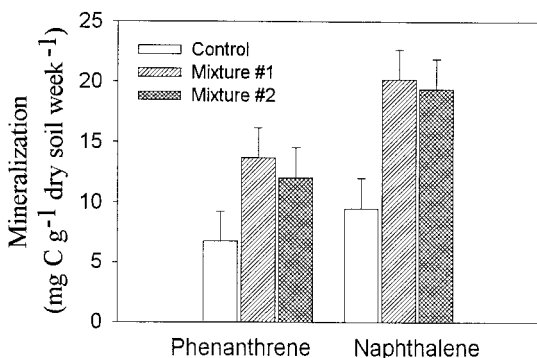 25
20
15
10
5
0
Mineralization
(mg C g-1 dry soil week-1)
Control
Mixture #1
Mixture #2
Phenanthrene Naphthalene